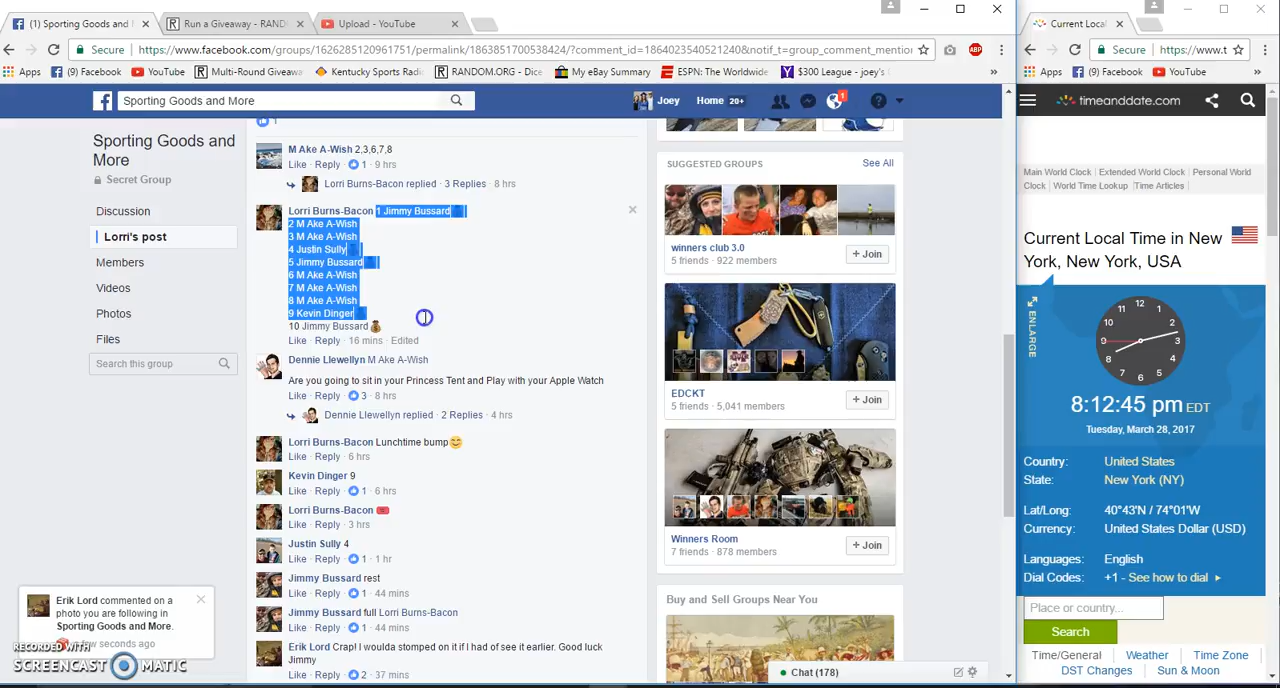 (1) Sporting Goods and
Run a Giveaway - RAND
Upload - YouTube
Current Local
Secure
https://www.facebook.com/groups/1626285120961751/permalink/1863851700538424/?comment_id=1864023540521240&notif_t=group_comment_mention
ABP
Secure
https://www.t
Apps
(9) Facebook
YouTube
Multi-Round Giveaw
Kentucky Sports Radi
RANDOM.ORG - Dice
My eBay Summary
ESPN: The Worldwide
$300 League - joey's
»
Apps
(9) Facebook
YouTube
»
Sporting Goods and More
Joey
Home 20+
1
timeanddate.com
Sporting Goods and
More
Secret Group
Discussion
Lorri's post
Members
Videos
Photos
Files
Search this group
1
M Ake A-Wish 2,3,6,7,8
Like · Reply · 1 · 9 hrs
Lorri Burns-Bacon replied · 3 Replies · 8 hrs
Lorri Burns-Bacon 1 Jimmy Bussard
2 M Ake A-Wish
3 M Ake A-Wish
4 Justin Sully
5 Jimmy Bussard
6 M Ake A-Wish
7 M Ake A-Wish
8 M Ake A-Wish
9 Kevin Dinger
10 Jimmy Bussard
Like · Reply · 16 mins · Edited
Dennie Llewellyn M Ake A-Wish
Are you going to sit in your Princess Tent and Play with your Apple Watch
Like · Reply · 3 · 8 hrs
Dennie Llewellyn replied · 2 Replies · 4 hrs
Lorri Burns-Bacon Lunchtime bump
Like · Reply · 6 hrs
Kevin Dinger 9
Like · Reply · 1 · 6 hrs
Lorri Burns-Bacon
Like · Reply · 3 hrs
Justin Sully 4
Like · Reply · 1 · 1 hr
Jimmy Bussard rest
Like · Reply · 1 · 44 mins
Jimmy Bussard full Lorri Burns-Bacon
Like · Reply · 1 · 44 mins
Erik Lord Crap! I woulda stomped on it if I had of see it earlier. Good luck
Jimmy
Like · Reply · 2 · 37 mins
SUGGESTED GROUPS
See All
winners club 3.0
5 friends · 922 members
+ Join
EDCKT
5 friends · 5,041 members
+ Join
Winners Room
7 friends · 878 members
+ Join
Buy and Sell Groups Near You
Chat (178)
Erik Lord commented on a
photo you are following in
Sporting Goods and More.
few seconds ago
RECORDED WITH
SCREENCAST MATIC
Main World Clock | Extended World Clock | Personal World
Clock | World Time Lookup | Time Articles |
Current Local Time in New
York, New York, USA
ENLARGE
12
1
2
3
4
5
6
7
8
9
10
11
8:12:45 pm EDT
Tuesday, March 28, 2017
Country: United States
State: New York (NY)
Lat/Long: 40°43'N / 74°01'W
Currency: United States Dollar (USD)
Languages: English
Dial Codes: +1 - See how to dial
Place or country...
Search
Time/General
Weather
Time Zone
DST Changes
Sun & Moon